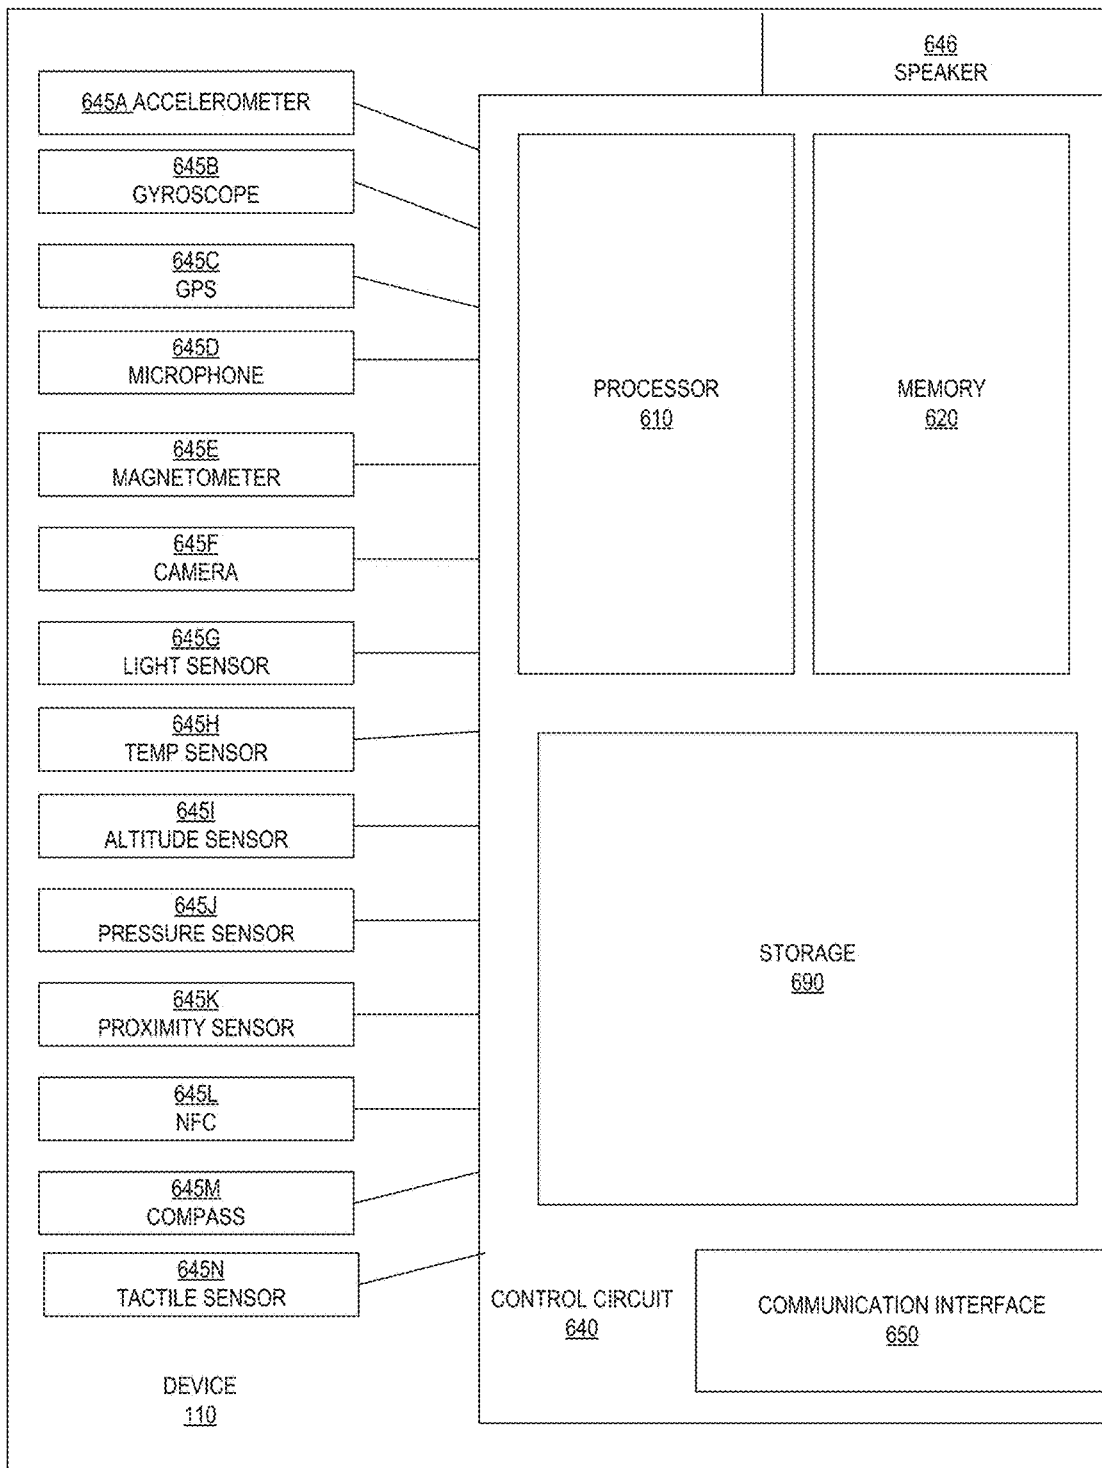 646
SPEAKER
645A ACCELEROMETER
645B
GYROSCOPE
645C
GPS
645D
MICROPHONE
645E
MAGNETOMETER
645F
CAMERA
645G
LIGHT SENSOR
645H
TEMP SENSOR
645I
ALTITUDE SENSOR
645J
PRESSURE SENSOR
645K
PROXIMITY SENSOR
645L
NFC
645M
COMPASS
645N
TACTILE SENSOR
DEVICE
110
PROCESSOR
610
MEMORY
620
STORAGE
690
CONTROL CIRCUIT
640
COMMUNICATION INTERFACE
650